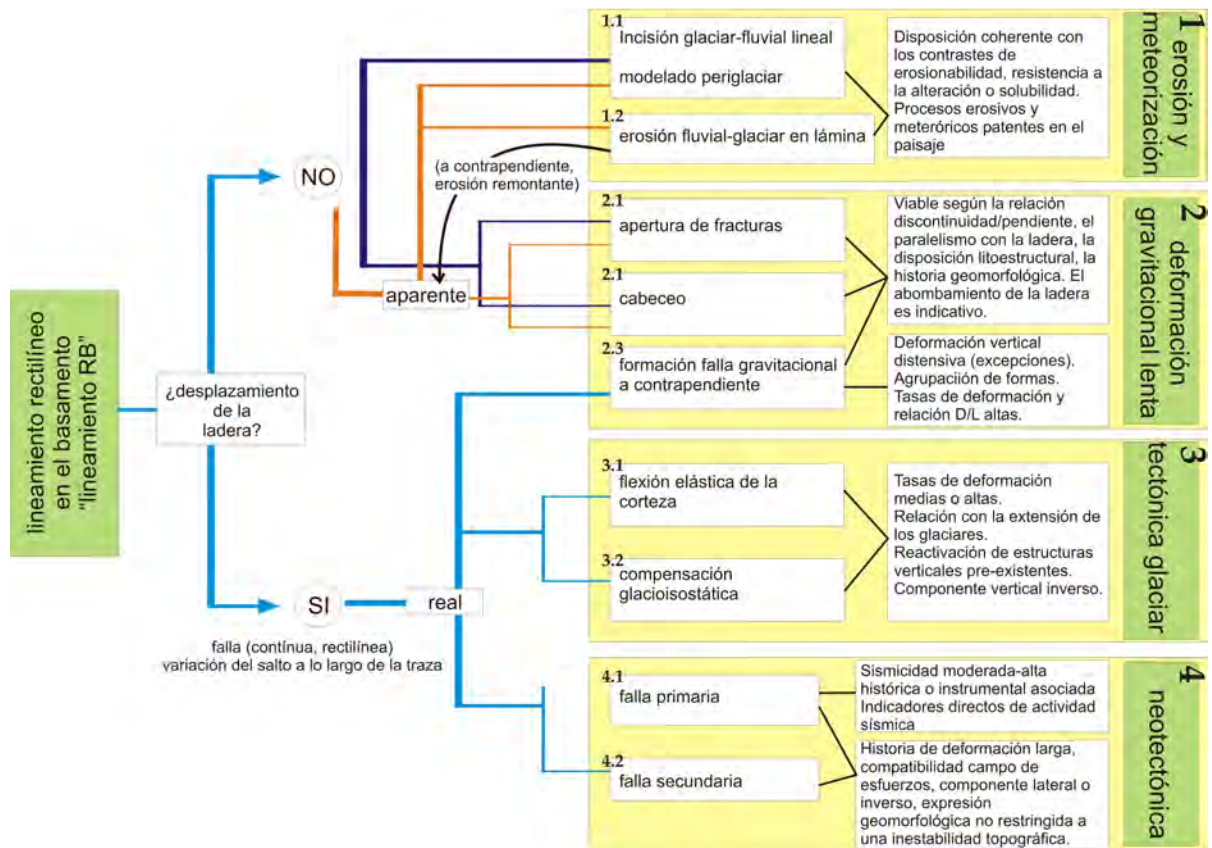 lineamiento rectilíneo
en el basamento
"lineamiento RB"
¿desplazamiento
de la
ladera?
NO
aparente
(a contrapendiente,
erosión remontante)
SI
real
falla (contínua, rectilínea)
variación del salto a lo largo de la traza
1.1
Incisión glaciar-fluvial lineal
modelado periglaciar
1.2
erosión fluvial-glaciar en lámina
Disposición coherente con
los contrastes de
erosionabilidad, resistencia a
la alteración o solubilidad.
Procesos erosivos y
meteróricos patentes en el
paisaje
1 erosión y
meteorización
2.1
apertura de fracturas
2.1
cabeceo
2.3
formación falla gravitacional
a contrapendiente
Viable según la relación
discontinuidad/pendiente, el
paralelismo con la ladera, la
disposición litoestructural, la
historia geomorfológica. El
abombamiento de la ladera
es indicativo.
Deformación vertical
distensiva (excepciones).
Agrupaciión de formas.
Tasas de deformación y
relación D/L altas.
2 deformación
gravitacional lenta
3.1
flexión elástica de la
corteza
3.2
compensación
glacioisostática
Tasas de deformación
medias o altas.
Relación con la extensión de
los glaciares.
Reactivación de estructuras
verticales pre-existentes.
Componente vertical inverso.
3
tectónica glaciar
4.1
falla primaria
4.2
falla secundaria
Sismicidad moderada-alta
histórica o instrumental asociada
Indicadores directos de actividad
sísmica
Historia de deformación larga,
compatibilidad campo de
esfuerzos, componente lateral o
inverso, expresión
geomorfológica no restringida a
una inestabilidad topográfica.
4
neotectónica